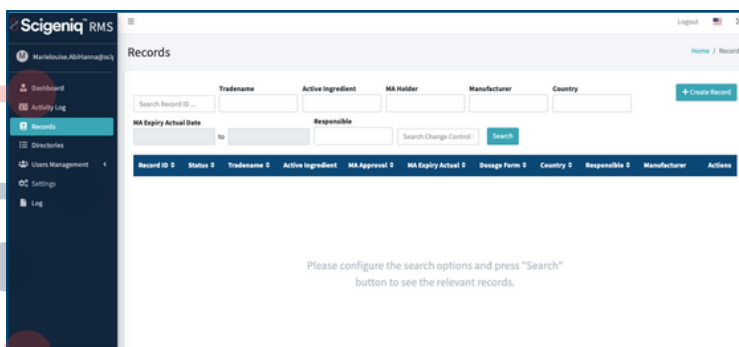 Scigeniq™ RMS
Logout
M Marielouise.AbiHanna@sciq
Records
Home / Record
Dashboard
Activity Log
Records
Directories
Users Management
Settings
Log
Tradename Active Ingredient MA Holder Manufacturer Country
Search Record ID ...
+ Create Record
MA Expiry Actual Date Responsible
to Search Change Control Search
Record ID Status Tradename Active Ingredient MA Approval MA Expiry Actual Dosage Form Country Responsible Manufacturer Actions
Please configure the search options and press "Search"
button to see the relevant records.